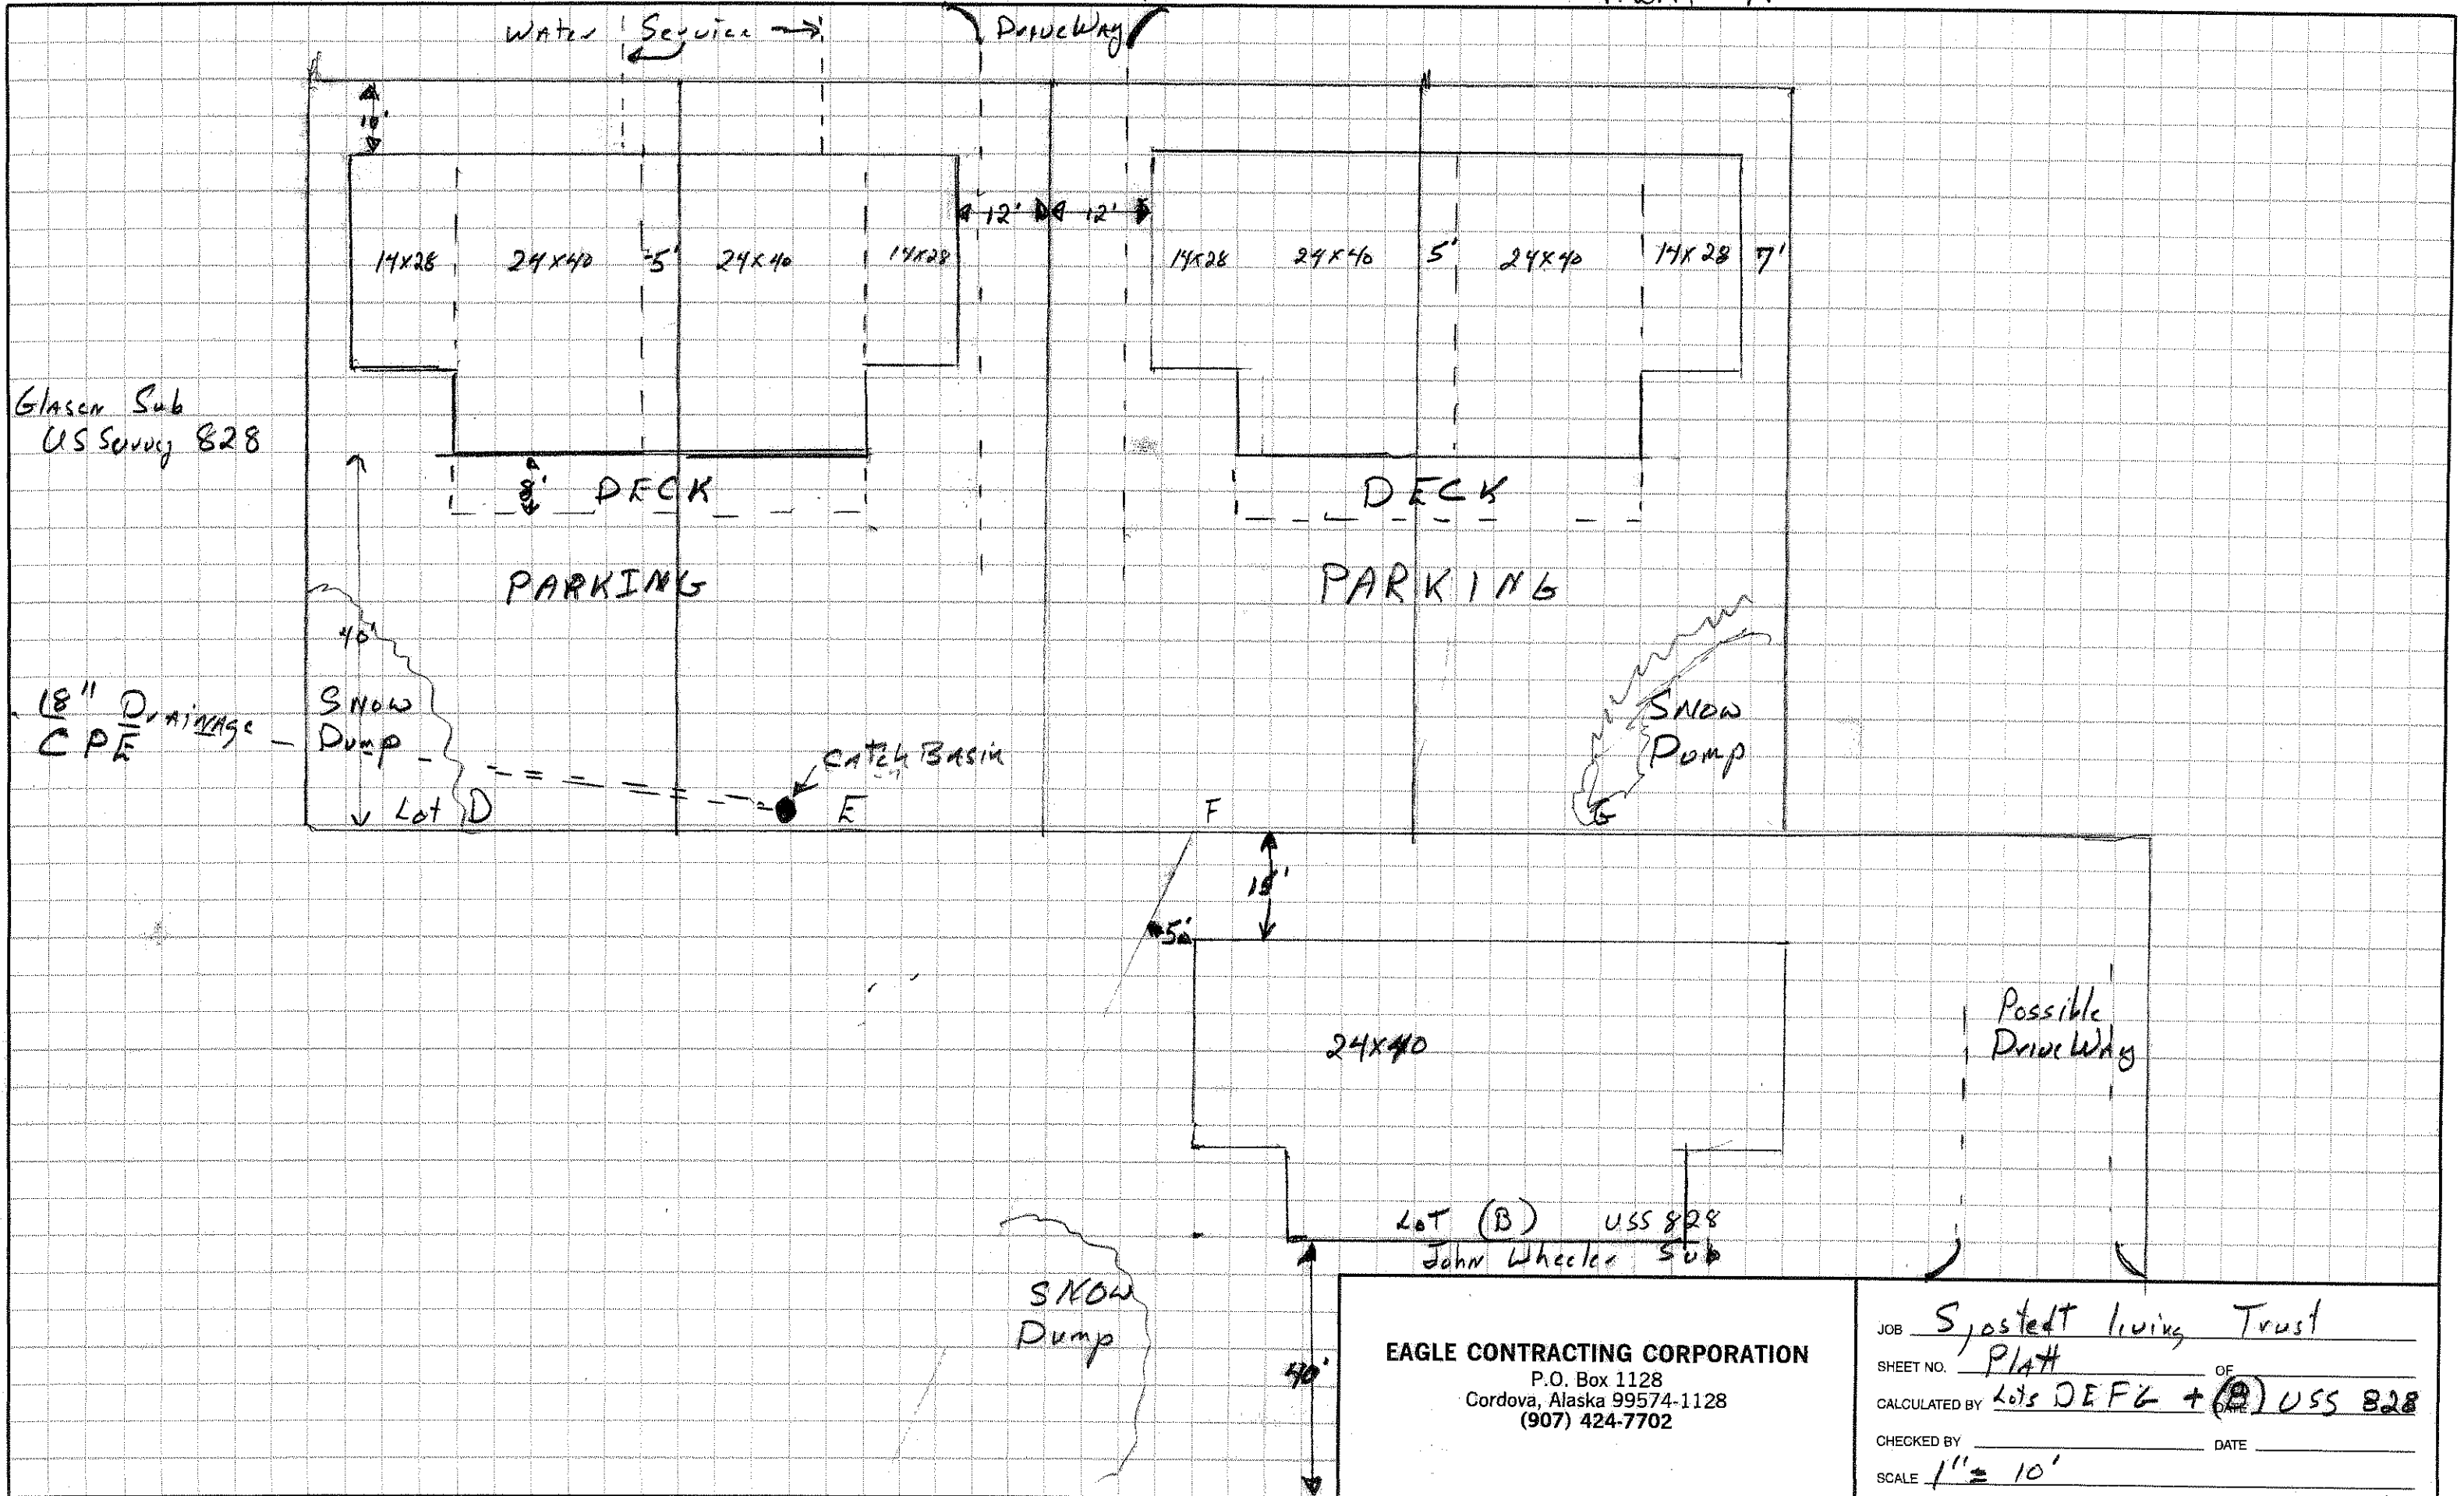 Water Service →
DriveWay
10'
12' 12'
14x28 24x40 5' 24x40 14x28
14x28 24x40 5' 24x40 14x28 7'
Glasen Sub
US Survey 828
8' DECK
DECK
PARKING
PARKING
40'
18" Drainage
CPE
Snow
Dump
Snow
Dump
Catch Basin
Lot D
E
F
G
15'
5'
24x40
Possible
DriveWay
Lot (B) USS 828
John Wheeler Sub
SNOW
Dump
40'
EAGLE CONTRACTING CORPORATION
P.O. Box 1128
Cordova, Alaska 99574-1128
(907) 424-7702
JOB Sjostedt living Trust
SHEET NO. Platt OF
CALCULATED BY Lots DEFG + (B) USS 828
CHECKED BY DATE
SCALE 1" = 10'